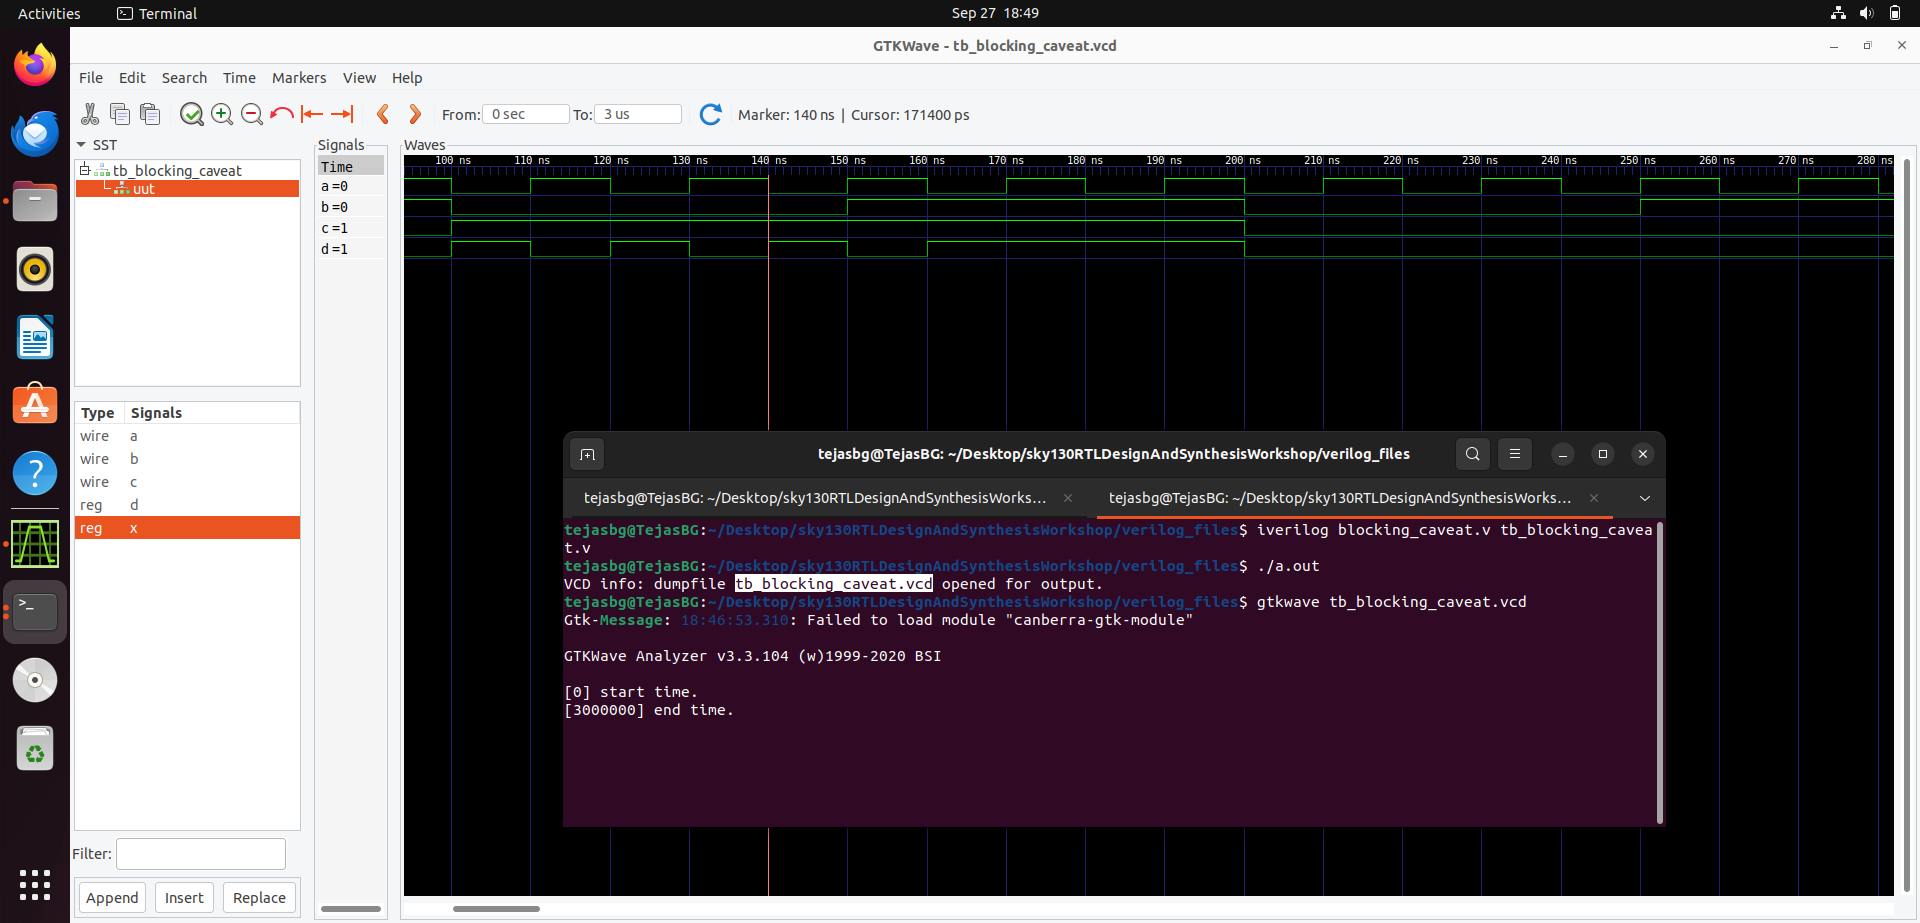 Activities
Terminal
Sep 27 18:49
GTKWave - tb_blocking_caveat.vcd
File Edit Search Time Markers View Help
From: 0 sec To: 3 us Marker: 140 ns | Cursor: 171400 ps
SST
tb_blocking_caveat
uut
Type Signals
wire a
wire b
wire c
reg d
reg x
Filter:
Append Insert Replace
Signals
Time
a=0
b=0
c=1
d=1
Waves
100 ns 110 ns 120 ns 130 ns 140 ns 150 ns 160 ns 170 ns 180 ns 190 ns 200 ns 210 ns 220 ns 230 ns 240 ns 250 ns 260 ns 270 ns 280 ns
tejasbg@TejasBG: ~/Desktop/sky130RTLDesignAndSynthesisWorkshop/verilog_files
tejasbg@TejasBG: ~/Desktop/sky130RTLDesignAndSynthesisWorks...
tejasbg@TejasBG: ~/Desktop/sky130RTLDesignAndSynthesisWorks...
tejasbg@TejasBG:~/Desktop/sky130RTLDesignAndSynthesisWorkshop/verilog_files$ iverilog blocking_caveat.v tb_blocking_cavea
t.v
tejasbg@TejasBG:~/Desktop/sky130RTLDesignAndSynthesisWorkshop/verilog_files$ ./a.out
VCD info: dumpfile tb_blocking_caveat.vcd opened for output.
tejasbg@TejasBG:~/Desktop/sky130RTLDesignAndSynthesisWorkshop/verilog_files$ gtkwave tb_blocking_caveat.vcd
Gtk-Message: 18:46:53.310: Failed to load module "canberra-gtk-module"
GTKWave Analyzer v3.3.104 (w)1999-2020 BSI
[0] start time.
[3000000] end time.